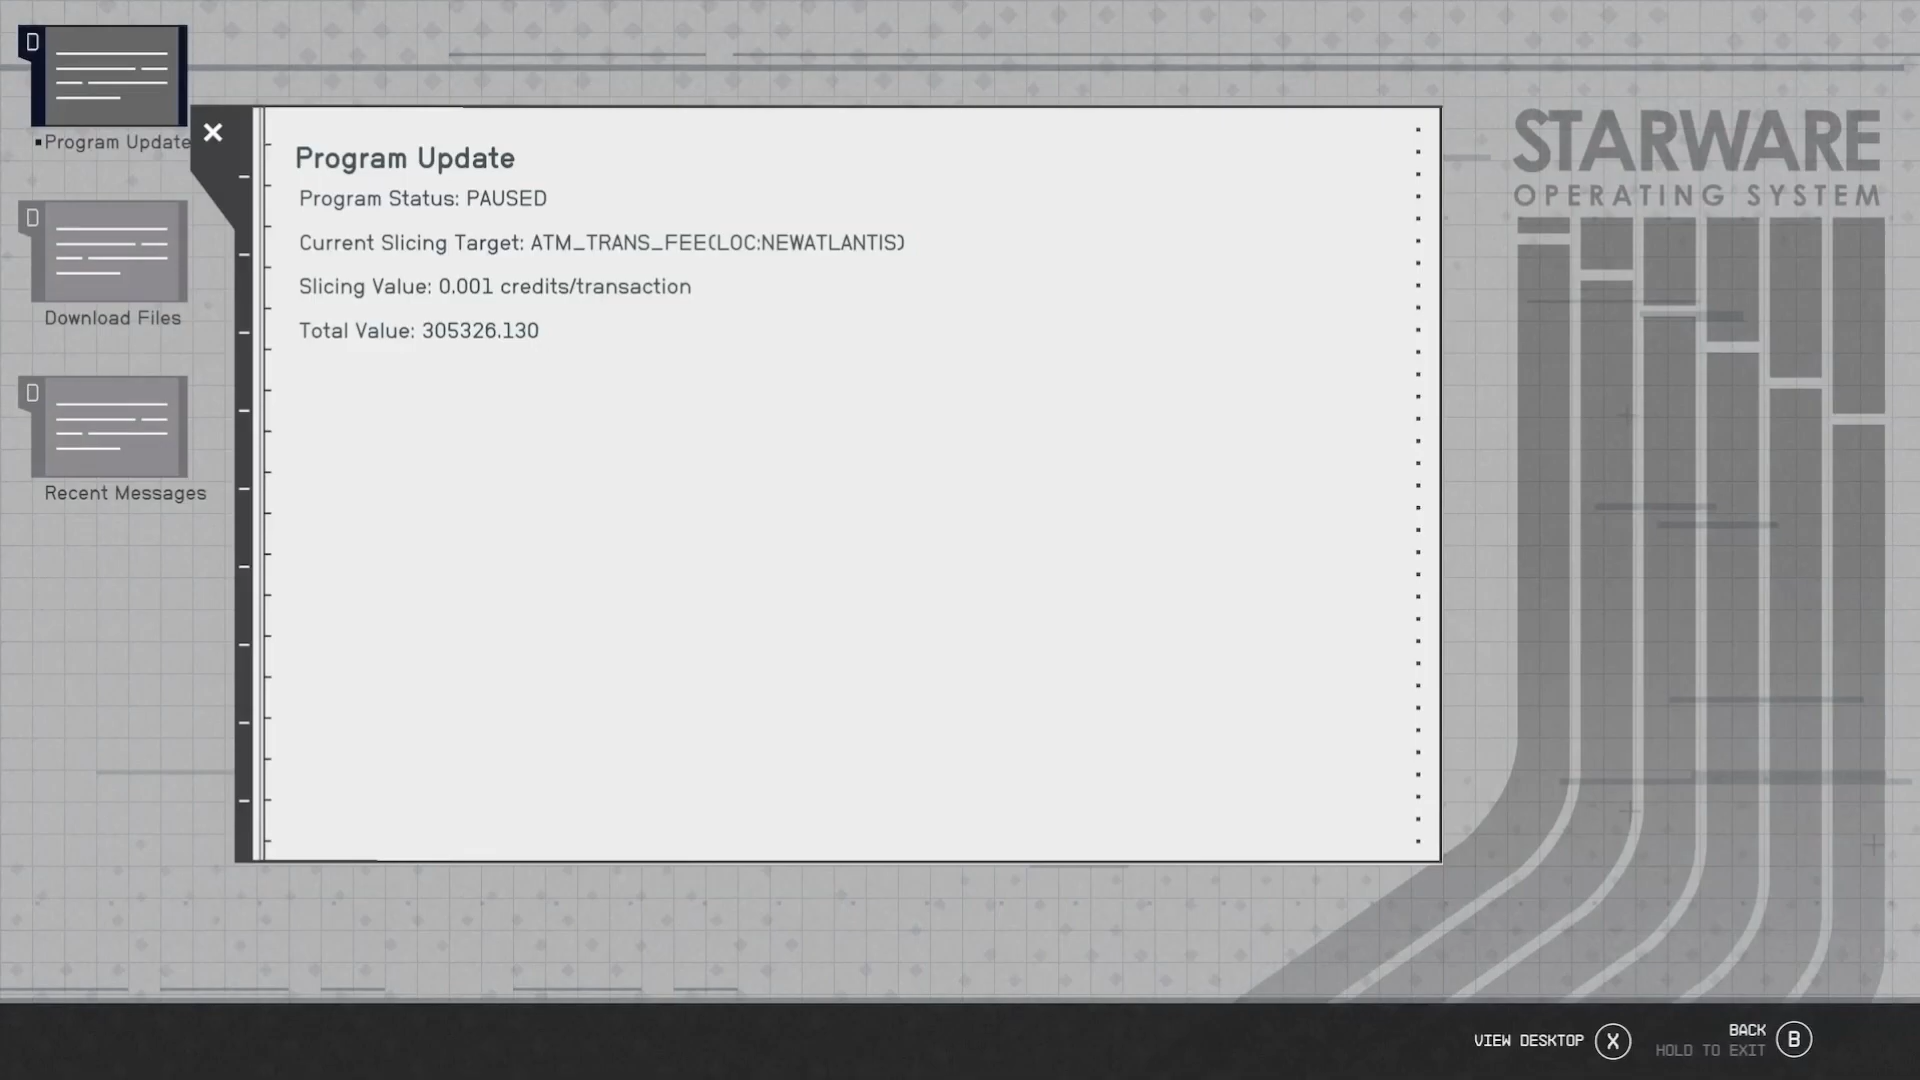 Program Update
Download Files
Recent Messages
Program Update
Program Status: PAUSED
Current Slicing Target: ATM_TRANS_FEE(LOC:NEWATLANTIS)
Slicing Value: 0.001 credits/transaction
Total Value: 305326.130
STARWARE
OPERATING SYSTEM
VIEW DESKTOP X
BACK B
HOLD TO EXIT